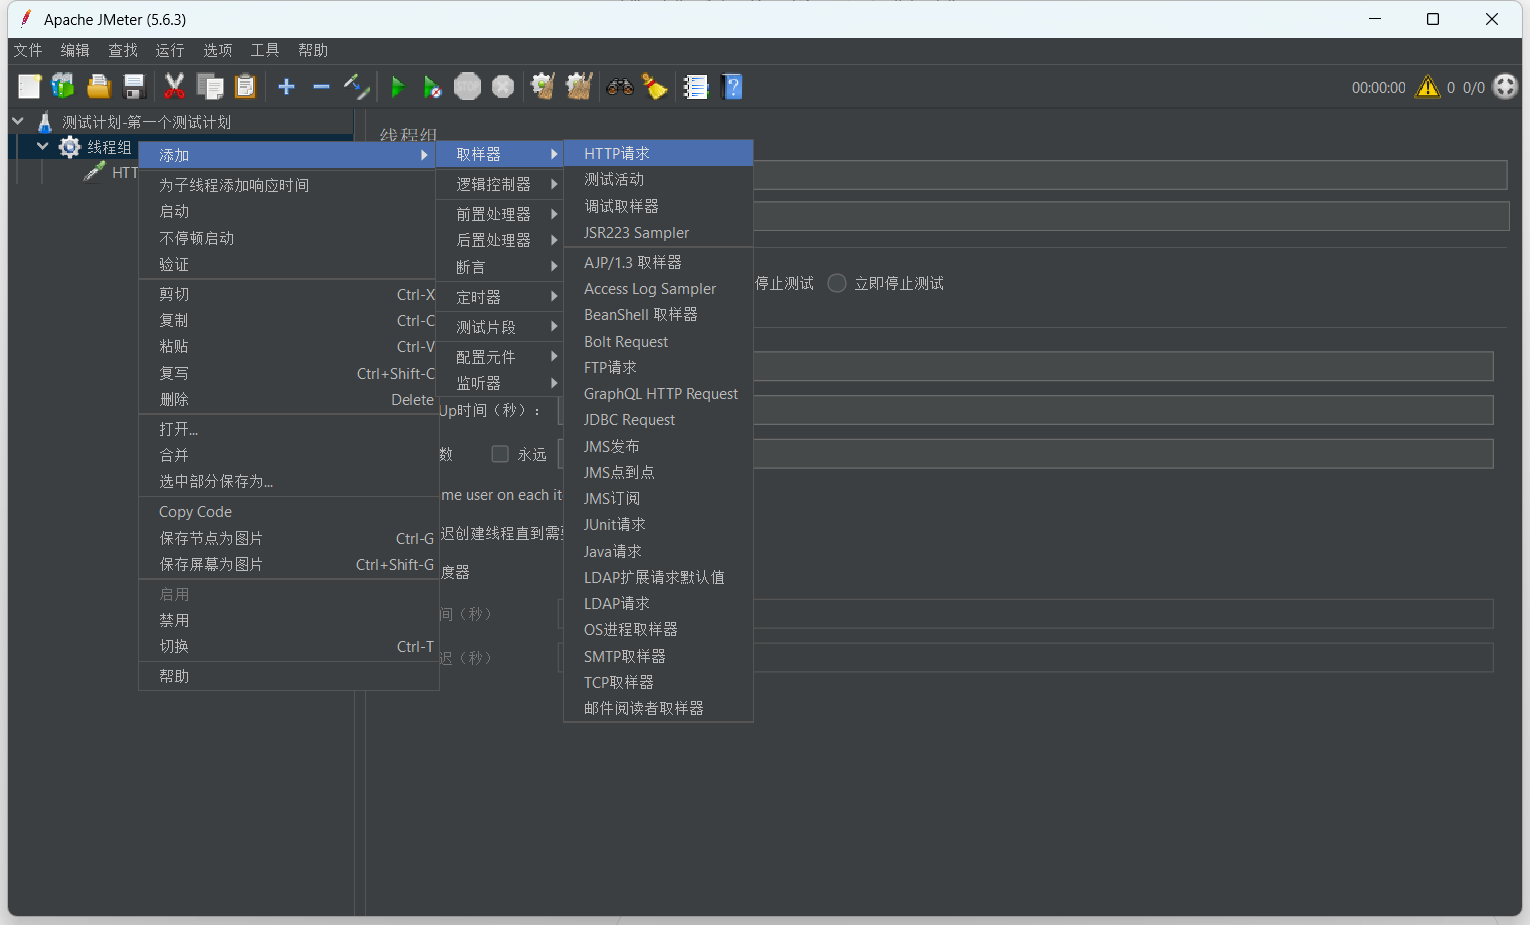 Apache JMeter (5.6.3)
文件 编辑 查找 运行 选项 工具 帮助
STOP
00:00:00 0 0/0
测试计划-第一个测试计划
线程组
HTT
线程组
添加
为子线程添加响应时间
启动
不停顿启动
验证
剪切 Ctrl-X
复制 Ctrl-C
粘贴 Ctrl-V
复写 Ctrl+Shift-C
删除 Delete
打开...
合并
选中部分保存为...
Copy Code
保存节点为图片 Ctrl-G
保存屏幕为图片 Ctrl+Shift-G
启用
禁用
切换 Ctrl-T
帮助
取样器
逻辑控制器
前置处理器
后置处理器
断言
定时器
测试片段
配置元件
监听器
HTTP请求
测试活动
调试取样器
JSR223 Sampler
AJP/1.3 取样器
Access Log Sampler
BeanShell 取样器
Bolt Request
FTP请求
GraphQL HTTP Request
JDBC Request
JMS发布
JMS点到点
JMS订阅
JUnit请求
Java请求
LDAP扩展请求默认值
LDAP请求
OS进程取样器
SMTP取样器
TCP取样器
邮件阅读者取样器
停止测试 立即停止测试
Up时间（秒）：
数 永远
me user on each it
迟创建线程直到需
度器
间（秒）
迟（秒）